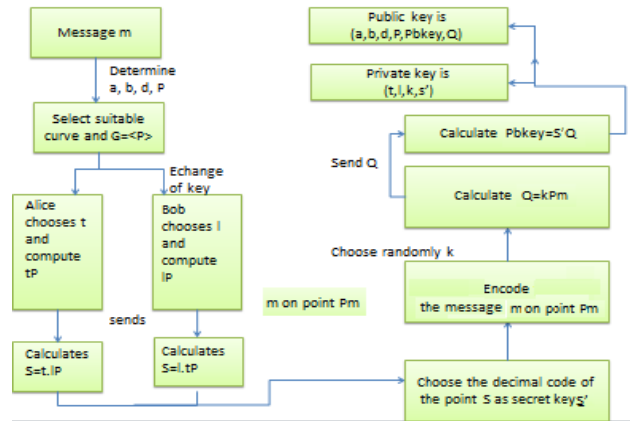 Message m
Determine
a, b, d, P
Select suitable
curve and G=<P>
Echange
of key
Alice
chooses t
and
compute
tP
Bob
chooses l
and
compute
lP
sends
Calculates
S=t.lP
Calculates
S=l.tP
m on point Pm
Public key is
(a,b,d,P,Pbkey,Q)
Private key is
(t,l,k,s')
Calculate Pbkey=S'Q
Send Q
Calculate Q=kPm
Choose randomly k
Encode
the message m on point Pm
Choose the decimal code of
the point S as secret key s'